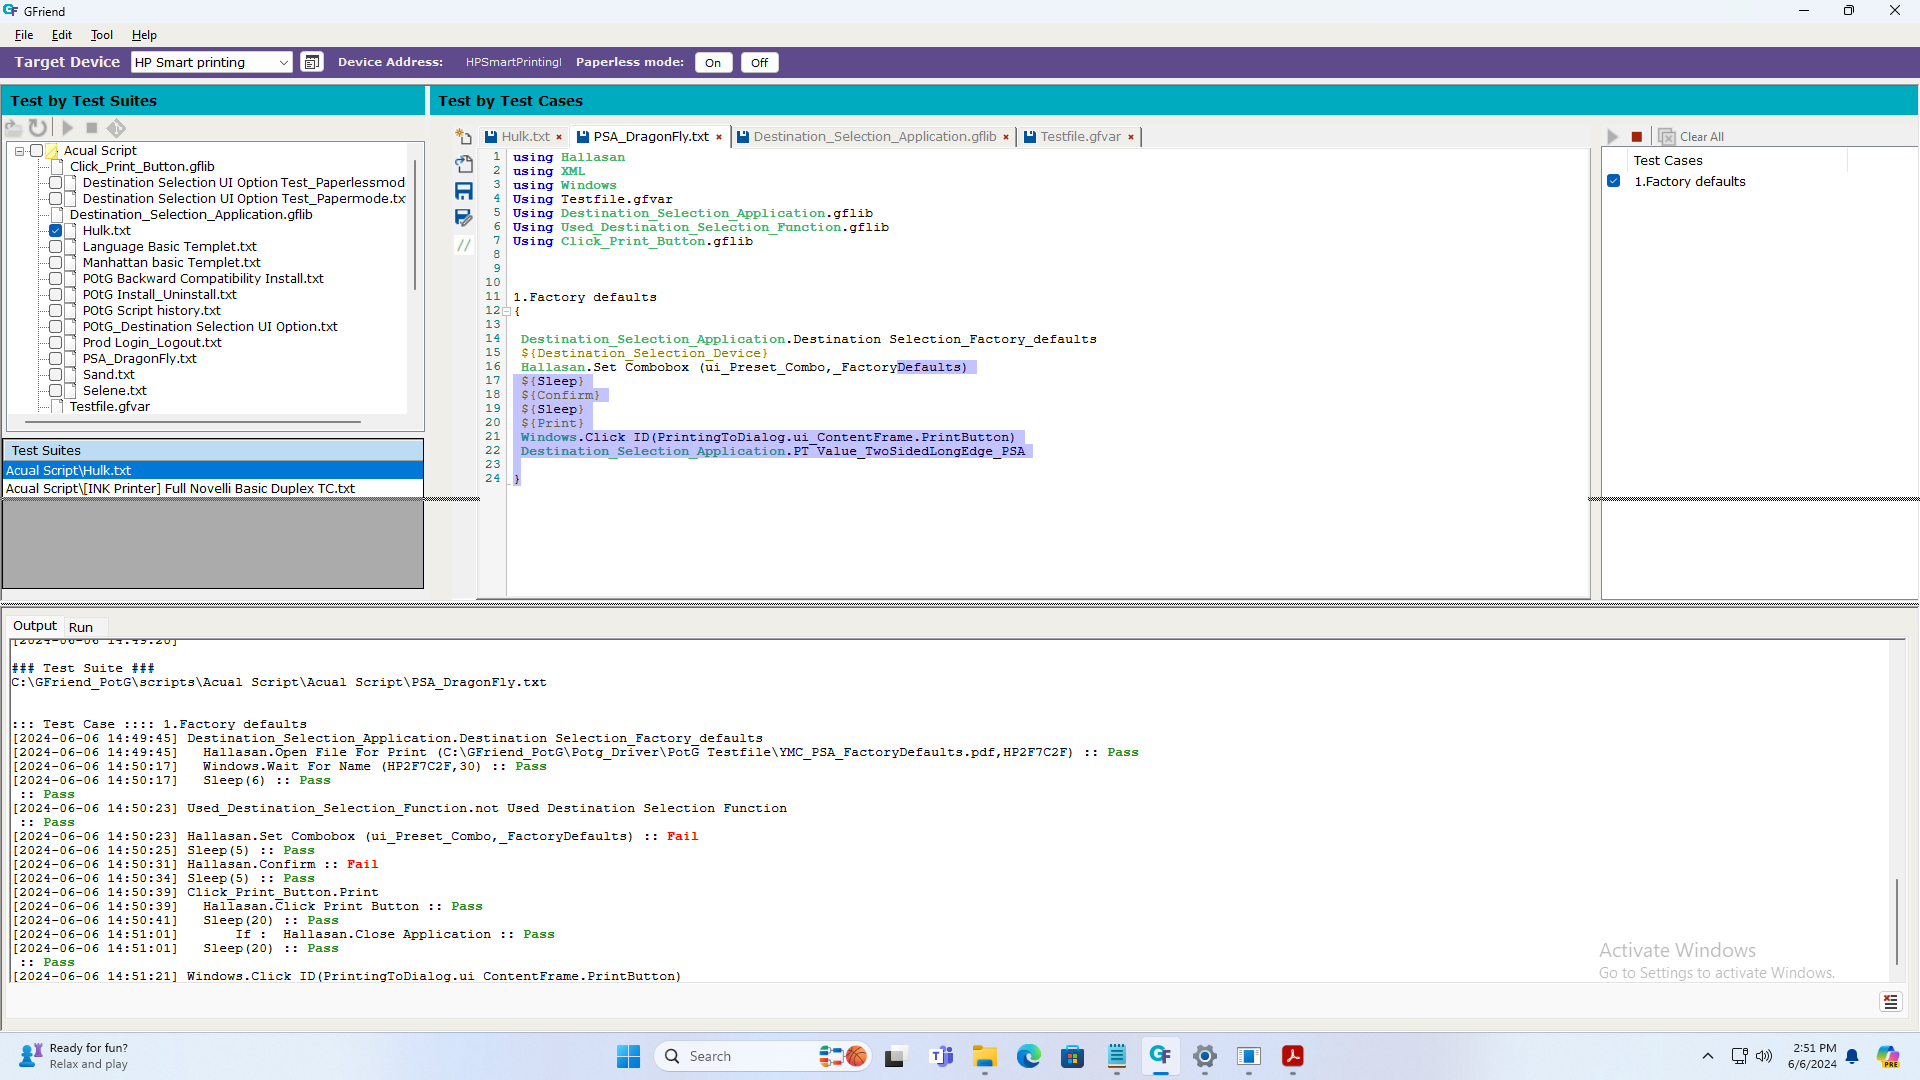 GFriend
File Edit Tool Help
Target Device HP Smart printing Device Address: HPSmartPrintingI Paperless mode: On Off
Test by Test Suites
Test by Test Cases
Acual Script
Click_Print_Button.gflib
Destination Selection UI Option Test_Paperlessmod
Destination Selection UI Option Test_Papermode.tx
Destination_Selection_Application.gflib
Hulk.txt
Language Basic Templet.txt
Manhattan basic Templet.txt
POtG Backward Compatibility Install.txt
POtG Install_Uninstall.txt
POtG Script history.txt
POtG_Destination Selection UI Option.txt
Prod Login_Logout.txt
PSA_DragonFly.txt
Sand.txt
Selene.txt
Testfile.gfvar
Test Suites
Acual Script\Hulk.txt
Acual Script\[INK Printer] Full Novelli Basic Duplex TC.txt
Hulk.txt × PSA_DragonFly.txt × Destination_Selection_Application.gflib × Testfile.gfvar ×
//
1 using Hallasan
2 using XML
3 using Windows
4 Using Testfile.gfvar
5 Using Destination_Selection_Application.gflib
6 Using Used_Destination_Selection_Function.gflib
7 Using Click_Print_Button.gflib
8
9
10
11 1.Factory defaults
12 {
13
14 Destination_Selection_Application.Destination Selection_Factory_defaults
15 ${Destination_Selection_Device}
16 Hallasan.Set Combobox (ui_Preset_Combo,_FactoryDefaults)
17 ${Sleep}
18 ${Confirm}
19 ${Sleep}
20 ${Print}
21 Windows.Click ID(PrintingToDialog.ui_ContentFrame.PrintButton)
22 Destination_Selection_Application.PT Value_TwoSidedLongEdge_PSA
23
24 }
Clear All
Test Cases
1.Factory defaults
Output Run
[2024-06-06 14:49:20]
### Test Suite ###
C:\GFriend_PotG\scripts\Acual Script\Acual Script\PSA_DragonFly.txt
::: Test Case :::: 1.Factory defaults
[2024-06-06 14:49:45] Destination_Selection_Application.Destination Selection_Factory_defaults
[2024-06-06 14:49:45] Hallasan.Open File For Print (C:\GFriend_PotG\Potg_Driver\PotG Testfile\YMC_PSA_FactoryDefaults.pdf,HP2F7C2F) :: Pass
[2024-06-06 14:50:17] Windows.Wait For Name (HP2F7C2F,30) :: Pass
[2024-06-06 14:50:17] Sleep(6) :: Pass
:: Pass
[2024-06-06 14:50:23] Used_Destination_Selection_Function.not Used Destination Selection Function
:: Pass
[2024-06-06 14:50:23] Hallasan.Set Combobox (ui_Preset_Combo,_FactoryDefaults) :: Fail
[2024-06-06 14:50:25] Sleep(5) :: Pass
[2024-06-06 14:50:31] Hallasan.Confirm :: Fail
[2024-06-06 14:50:34] Sleep(5) :: Pass
[2024-06-06 14:50:39] Click_Print_Button.Print
[2024-06-06 14:50:39] Hallasan.Click Print Button :: Pass
[2024-06-06 14:50:41] Sleep(20) :: Pass
[2024-06-06 14:51:01] If : Hallasan.Close Application :: Pass
[2024-06-06 14:51:01] Sleep(20) :: Pass
:: Pass
[2024-06-06 14:51:21] Windows.Click ID(PrintingToDialog.ui_ContentFrame.PrintButton)
Activate Windows
Go to Settings to activate Windows.
Ready for fun?
Relax and play
Search
GF
PRE
2:51 PM
6/6/2024